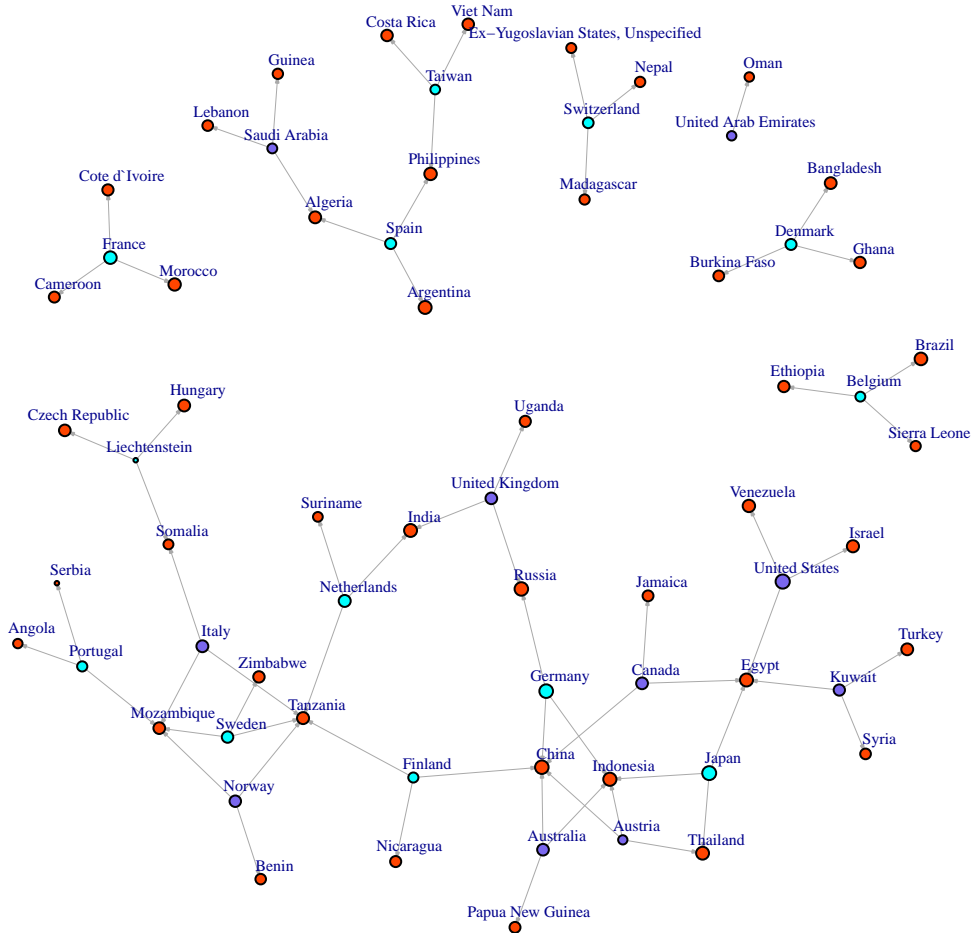 Viet Nam
Costa Rica
Ex−Yugoslavian States, Unspecified
Guinea
Taiwan
Nepal
Oman
Lebanon
Switzerland
Saudi Arabia
United Arab Emirates
Philippines
Bangladesh
Cote d`Ivoire
Madagascar
Algeria
Spain
Denmark
France
Ghana
Burkina Faso
Morocco
Cameroon
Argentina
Brazil
Ethiopia
Belgium
Hungary
Uganda
Czech Republic
Sierra Leone
Liechtenstein
United Kingdom
Venezuela
Suriname
India
Somalia
Israel
Serbia
Russia
Jamaica
United States
Netherlands
Angola
Italy
Turkey
Portugal
Zimbabwe
Germany
Canada
Egypt
Kuwait
Mozambique
Sweden
Tanzania
Syria
China
Finland
Indonesia
Japan
Norway
Nicaragua
Australia
Austria
Thailand
Benin
Papua New Guinea